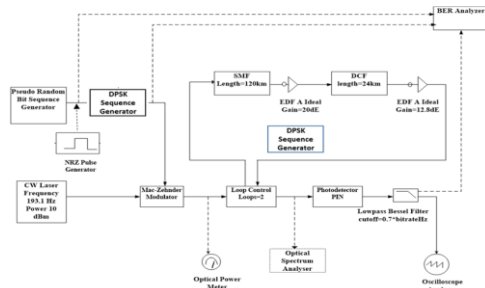 BER Analyzer
SMF
Length=120km
DCF
length=24km
EDF A Ideal
Gain=20dE
EDF A Ideal
Gain=12.8dE
Pseudo Random
Bit Sequence
Generator
DPSK
Sequence
Generator
DPSK
Sequence
Generator
NRZ Pulse
Generator
CW Laser
Frequency
193.1 Hz
Power 10
dBm
Mac-Zehnder
Modulator
Loop Control
Loops=2
Photodetector
PIN
Lowpass Bessel Filter
cutoff=0.7*bitrateHz
Optical Power
Meter
Optical
Spectrum
Analyser
Oscilloscope